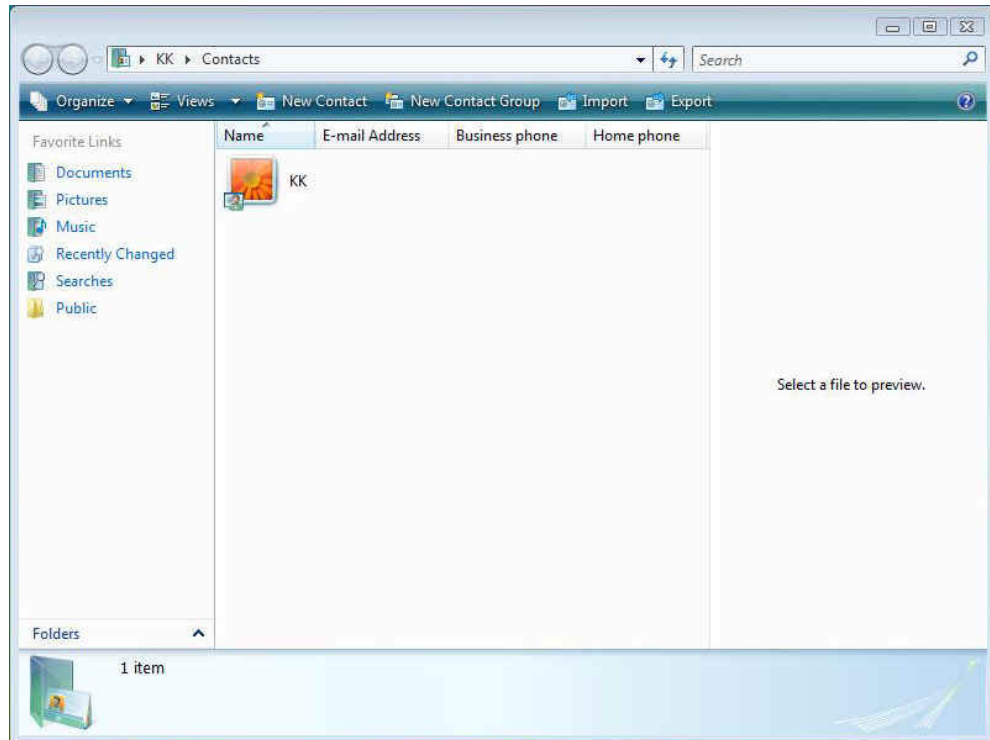 KK Contacts Search
Organize Views New Contact New Contact Group Import Export
Favorite Links
Documents
Pictures
Music
Recently Changed
Searches
Public
Folders
Name E-mail Address Business phone Home phone
KK
Select a file to preview.
1 item